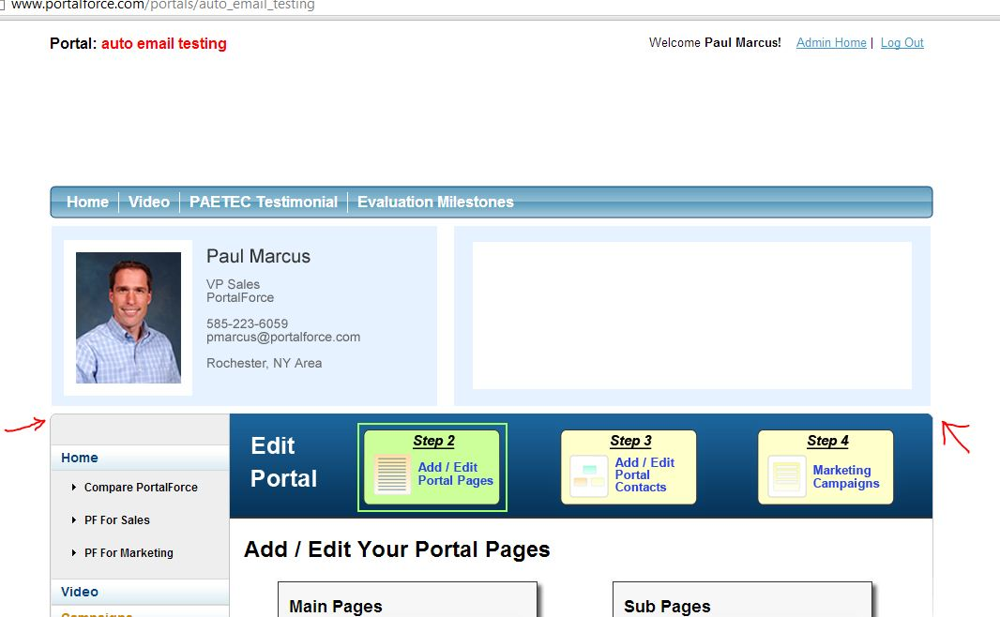 www.portalforce.com/portals/auto_email_testing
Portal: auto email testing
Welcome Paul Marcus! Admin Home | Log Out
Home Video PAETEC Testimonial Evaluation Milestones
Paul Marcus
VP Sales
PortalForce
585-223-6059
pmarcus@portalforce.com
Rochester, NY Area
Edit
Portal
Step 2
Add / Edit
Portal Pages
Step 3
Add / Edit
Portal
Contacts
Step 4
Marketing
Campaigns
Home
Compare PortalForce
PF For Sales
PF For Marketing
Video
Campaigns
Add / Edit Your Portal Pages
Main Pages
Sub Pages